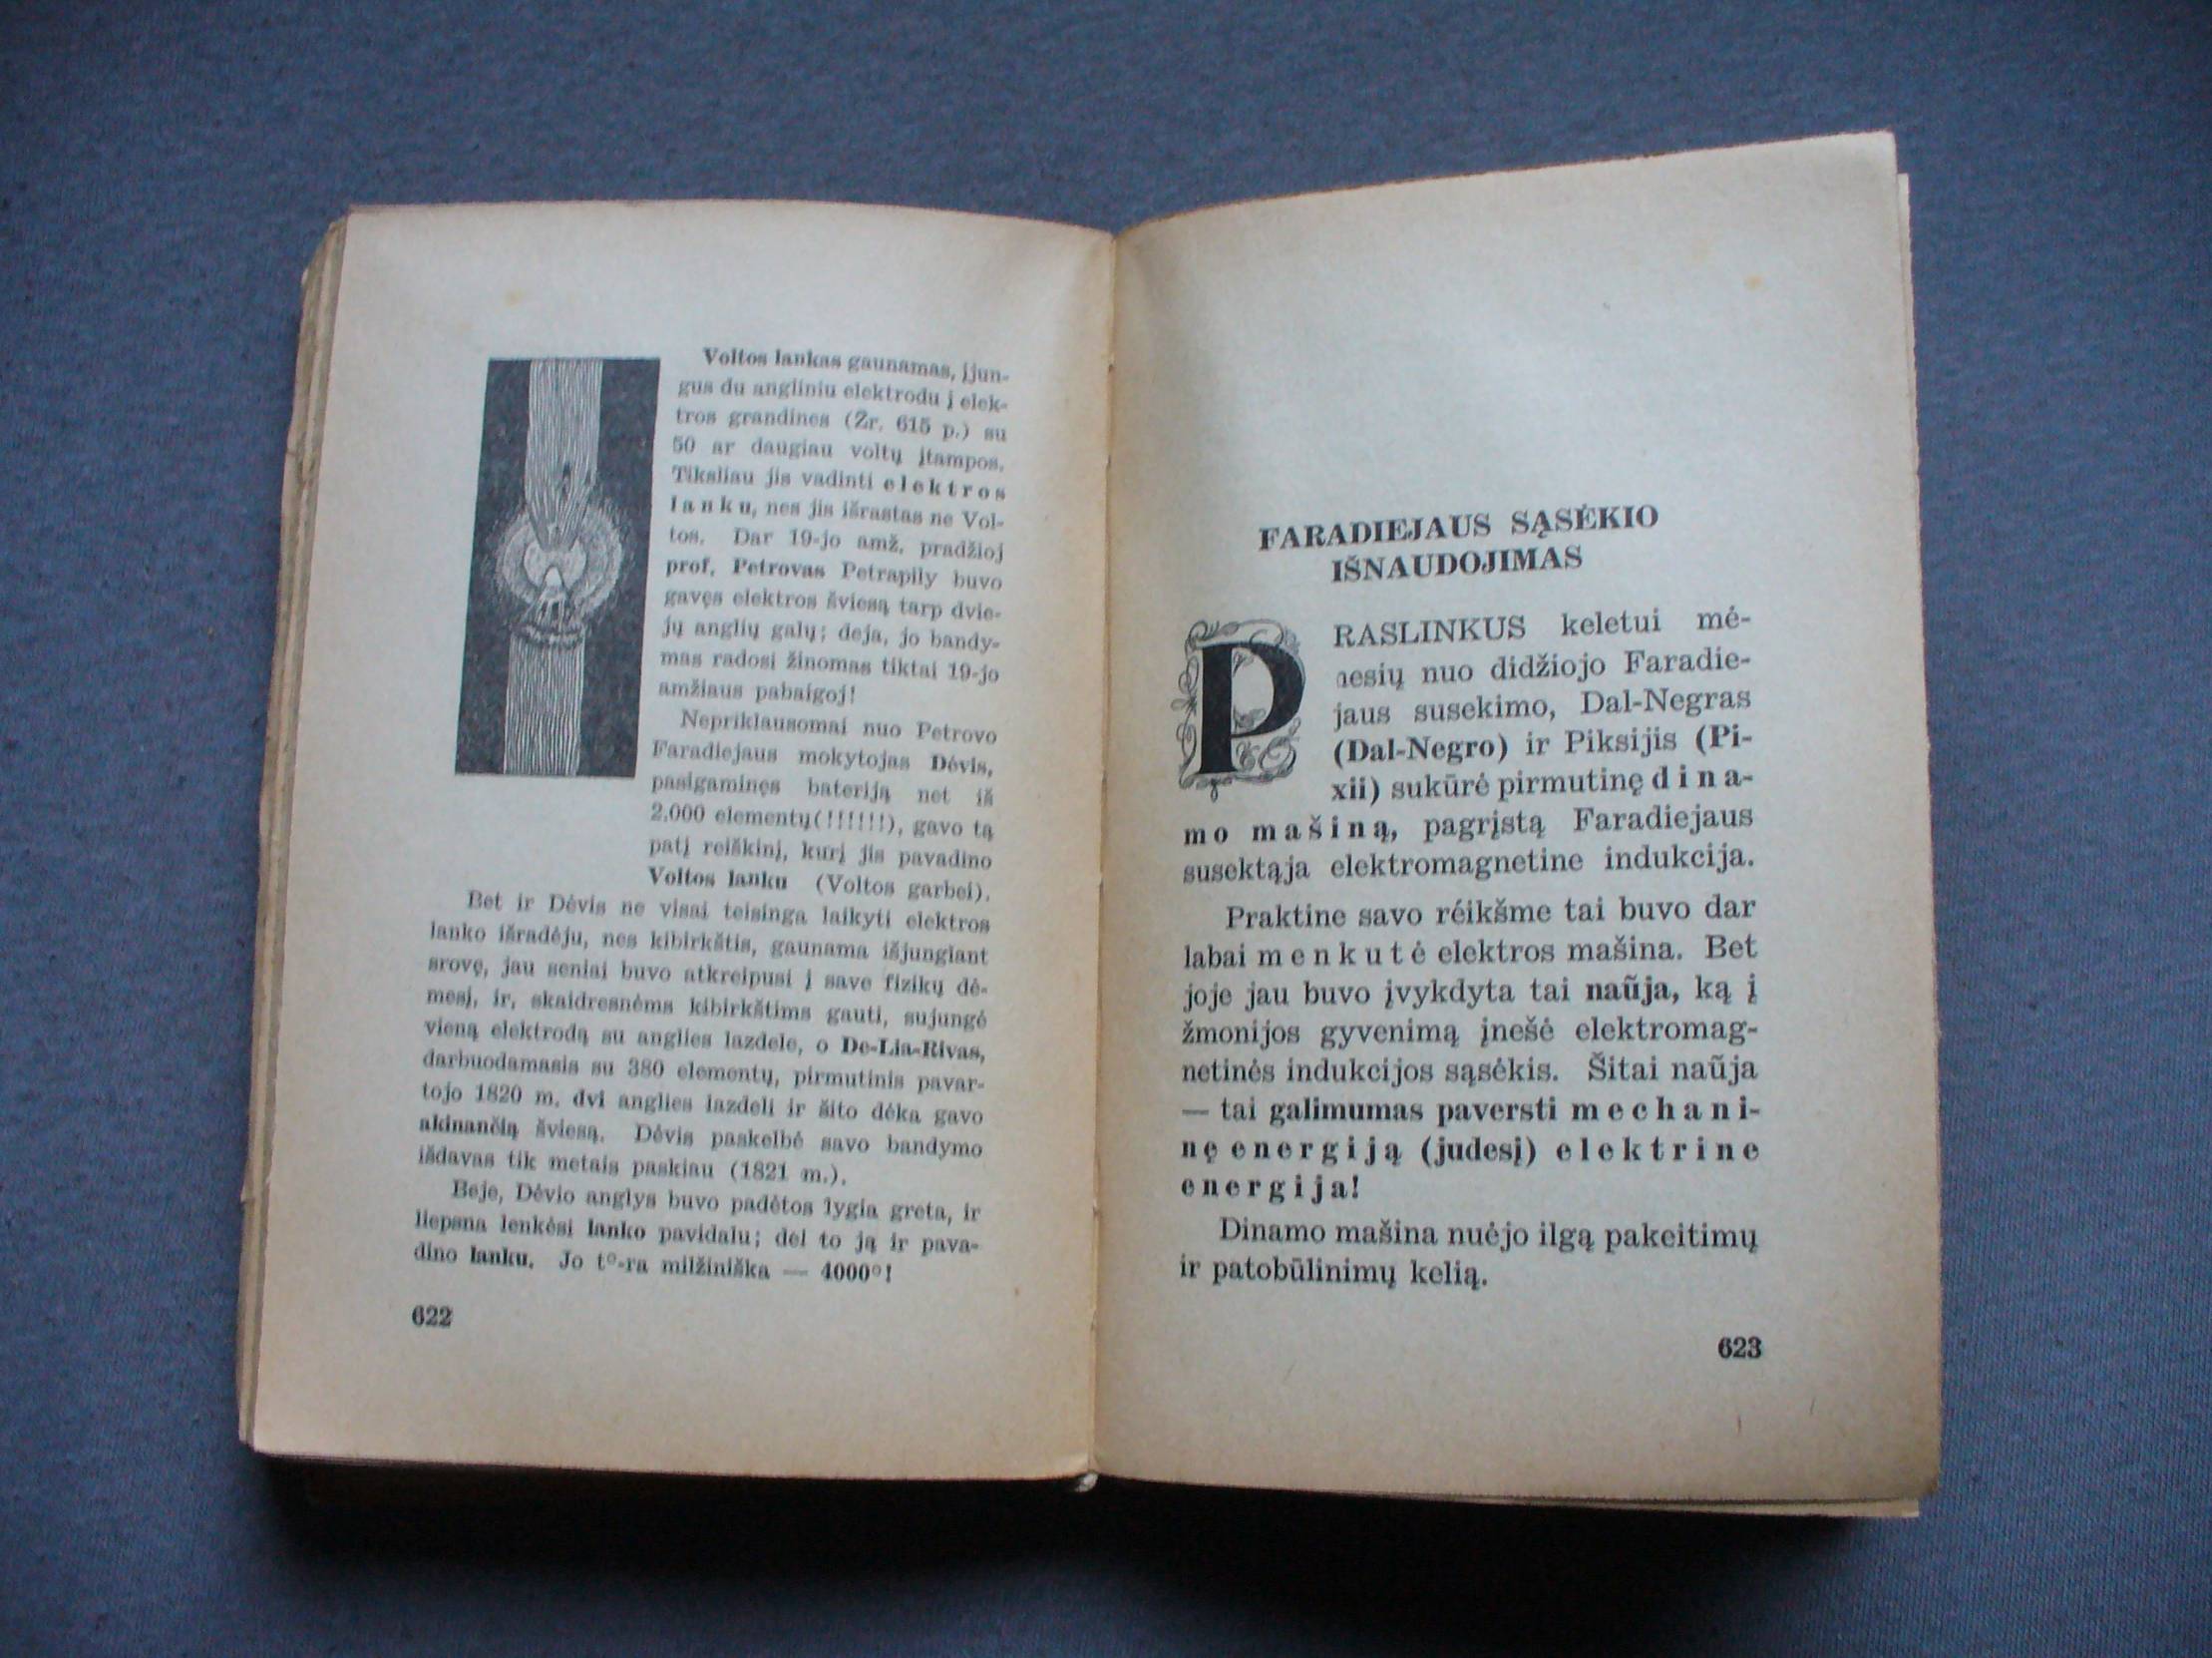 Voltos lankas gaunamas, įjun-
gus du angliniu elektrodu į elek-
tros grandines (Žr. 615 p.) su
50 ar daugiau voltų įtampos.
Tiksliau jis vadinti elektros
lanku, nes jis išrastas ne Vol-
tos. Dar 19-jo amž. pradžioj
prof. Petrovas Petrapily buvo
gavęs elektros šviesą tarp dvie-
jų anglių galų; deja, jo bandy-
mas radosi žinomas tiktai 19-jo
amžiaus pabaigoj!
Nepriklausomai nuo Petrovo
Faradiejaus mokytojas Dėvis,
pasigaminęs bateriją net iš
2.000 elementų(!!!!!!), gavo tą
patį reiškinį, kurį jis pavadino
Voltos lanku (Voltos garbei).
Bet ir Dėvis ne visai teisinga laikyti elektros
lanko išradėju, nes kibirkštis, gaunama išjungiant
srovę, jau seniai buvo atkreipusi į save fizikų dė-
mesį, ir, skaidresnėms kibirkštims gauti, sujungė
vieną elektrodą su anglies lazdele, o De-Lia-Rivas,
darbuodamasis su 380 elementų, pirmutinis pavar-
tojo 1820 m. dvi anglies lazdeli ir šito dėka gavo
akinančią šviesą. Dėvis paskelbė savo bandymo
išdavas tik metais paskiau (1821 m.).
Beje, Dėvio anglys buvo padėtos lygia greta, ir
liepsna lenkėsi lanko pavidalu; dėl to ją ir pava-
dino lanku. Jo t°-ra milžiniška — 4000°!
622
FARADIEJAUS SĄSĖKIO
IŠNAUDOJIMAS
PRASLINKUS keletui mė-
nesių nuo didžiojo Faradie-
jaus susekimo, Dal-Negras
(Dal-Negro) ir Piksijis (Pi-
xii) sukūrė pirmutinę dina-
mo mašiną, pagrįstą Faradiejaus
susektąja elektromagnetine indukcija.
Praktine savo réikšme tai buvo dar
labai menkutė elektros mašina. Bet
joje jau buvo įvykdyta tai naũja, ką į
žmonijos gyvenimą įnešė elektromag-
netinės indukcijos sąsėkis. Šitai naũja
— tai galimumas paversti mechani-
nę energiją (judesį) elektrine
energija!
Dinamo mašina nuėjo ilgą pakeitimų
ir patobūlinimų kelią.
623